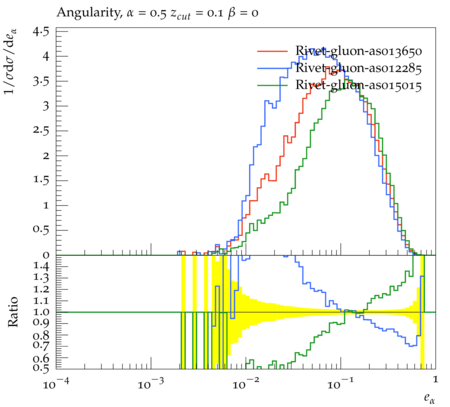 Angularity, α = 0.5 z_cut = 0.1 β = 0
1/σdσ/de_α
4.5
4
3.5
3
2.5
2
1.5
1
0.5
0
Rivet-gluon-aso13650
Rivet-gluon-aso12285
Rivet-gluon-aso15015
Ratio
1.4
1.3
1.2
1.1
1.0
0.9
0.8
0.7
0.6
0.5
10⁻⁴ 10⁻³ 10⁻² 10⁻¹ 1
e_α